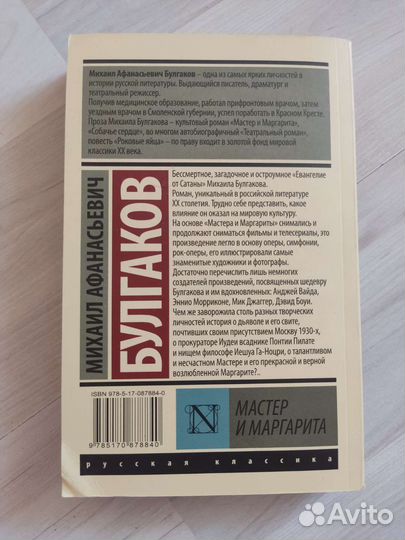 Михаил Афанасьевич Булгаков – одна из самых ярких личностей в
истории русской литературы. Выдающийся писатель, драматург и
театральный режиссер.
Получив медицинское образование, работал прифронтовым врачом, затем
уездным врачом в Смоленской губернии, успел поработать в Красном Кресте.
Проза Михаила Булгакова – культовый роман «Мастер и Маргарита»,
«Собачье сердце», во многом автобиографичный «Театральный роман»,
повесть «Роковые яйца» – по праву входит в золотой фонд мировой
классики XX века.
МИХАИЛ АФАНАСЬЕВИЧ
БУЛГАКОВ
Бессмертное, загадочное и остроумное «Евангелие
от Сатаны» Михаила Булгакова.
Роман, уникальный в российской литературе
XX столетия. Трудно себе представить, какое
влияние он оказал на мировую культуру.
На основе «Мастера и Маргариты» снимались и
продолжают сниматься фильмы и телесериалы, это
произведение легло в основу оперы, симфонии,
рок-оперы, его иллюстрировали самые
знаменитые художники и фотографы.
Достаточно перечислить лишь немногих
создателей произведений, посвященных шедевру
Булгакова и им вдохновленных: Анджей Вайда,
Эннио Морриконе, Мик Джаггер, Дэвид Боуи.
Чем же заворожила столь разных творческих
личностей история о дьяволе и его свите,
почтивших своим присутствием Москву 1930-х,
о прокураторе Иудеи всаднике Понтии Пилате
и нищем философе Иешуа Га-Ноцри, о талантливом
и несчастном Мастере и его прекрасной и верной
возлюбленной Маргарите?..
ISBN 978-5-17-087884-0
9785170878840
N
МАСТЕР
И МАРГАРИТА
русская классика
Avito